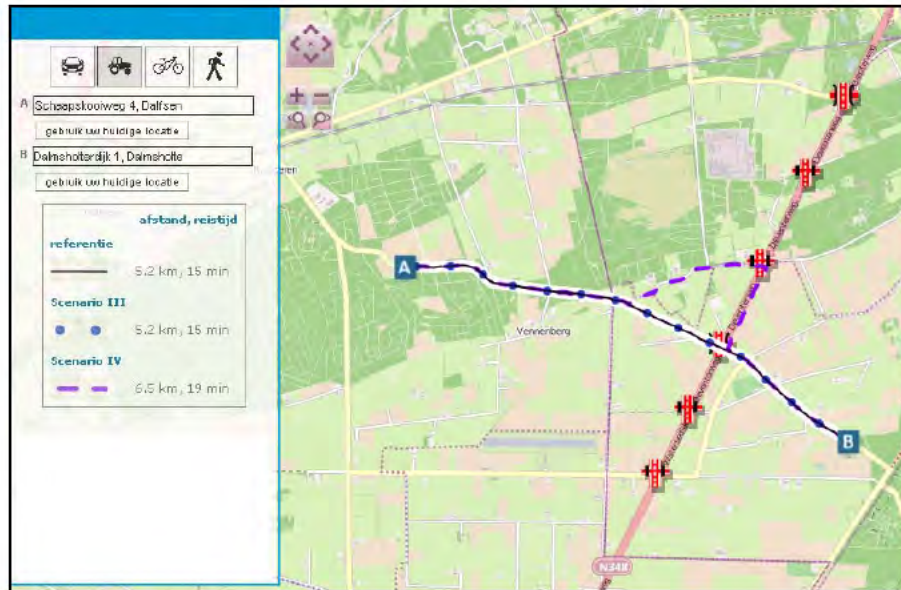 A Schaapskooiweg 4, Dalfsen
gebruik uw huidige locatie
B Dalmsholterdijk 1, Dalmsholte
gebruik uw huidige locatie
afstand, reistijd
referentie
5.2 km, 15 min
Scenario III
5.2 km, 15 min
Scenario IV
6.5 km, 19 min
A
Vennenberg
B
N348